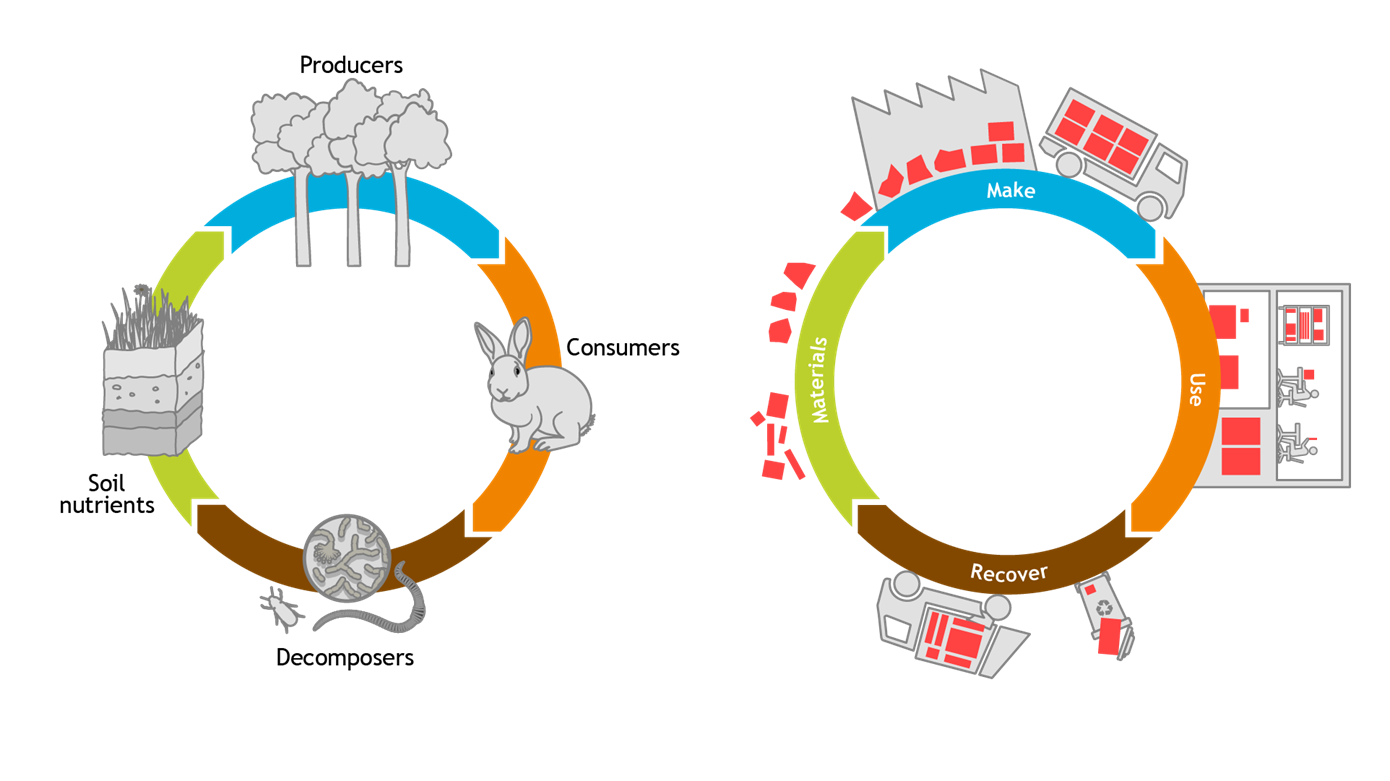 Producers
Consumers
Soil
nutrients
Decomposers
Make
Use
Recover
Materials